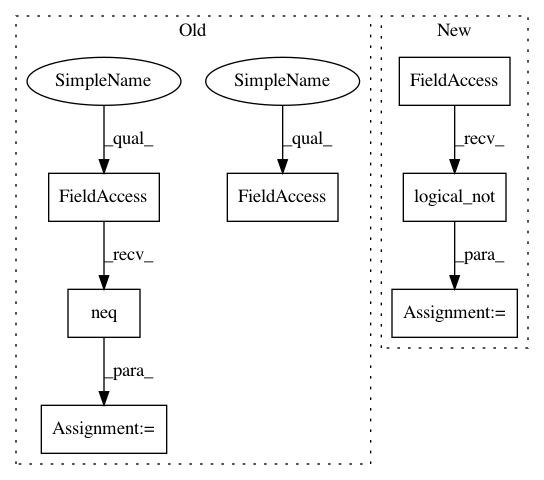 Old
New
SimpleName
SimpleName
FieldAccess
_qual_
_qual_
_recv_
FieldAccess
FieldAccess
logical_not
_recv_
_para_
neq
Assignment:=
_para_
Assignment:=